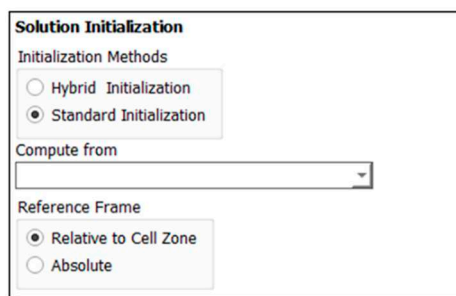 Solution Initialization
Initialization Methods
Hybrid Initialization
Standard Initialization
Compute from
Reference Frame
Relative to Cell Zone
Absolute